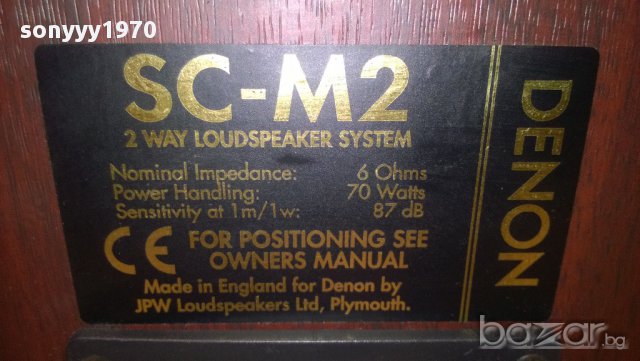 sonyyy1970
SC-M2
2 WAY LOUDSPEAKER SYSTEM
Nominal Impedance: 6 Ohms
Power Handling: 70 Watts
Sensitivity at 1m/1w: 87 dB
CE FOR POSITIONING SEE
OWNERS MANUAL
Made in England for Denon by
JPW Loudspeakers Ltd, Plymouth.
DENON
bazar.bg